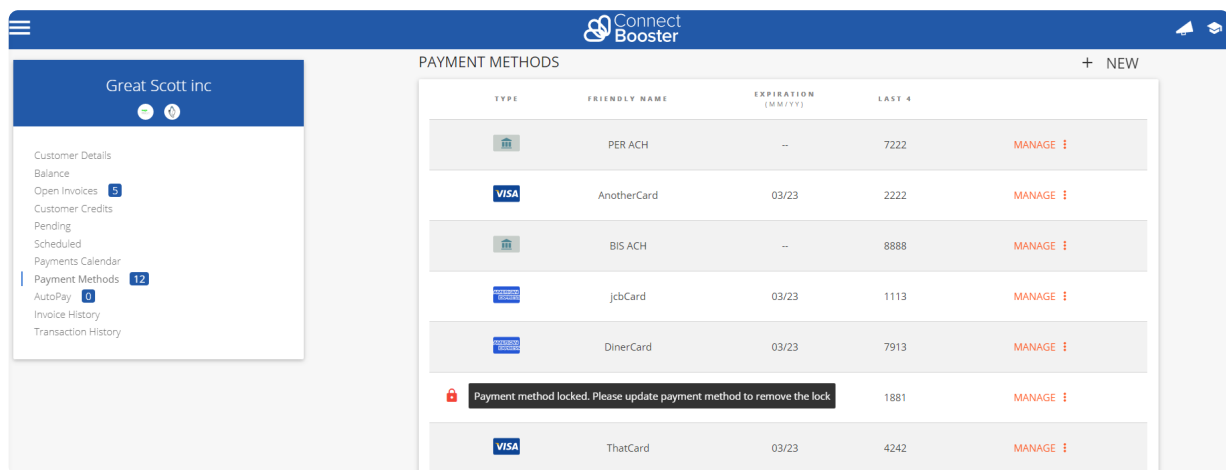 Connect
Booster
Great Scott inc
Customer Details
Balance
Open Invoices 5
Customer Credits
Pending
Scheduled
Payments Calendar
Payment Methods 12
AutoPay 0
Invoice History
Transaction History
PAYMENT METHODS
+ NEW
TYPE FRIENDLY NAME EXPIRATION (MM/YY) LAST 4
PER ACH -- 7222 MANAGE
VISA AnotherCard 03/23 2222 MANAGE
BIS ACH -- 8888 MANAGE
AMERICAN EXPRESS jcbCard 03/23 1113 MANAGE
AMERICAN EXPRESS DinerCard 03/23 7913 MANAGE
Payment method locked. Please update payment method to remove the lock 1881 MANAGE
VISA ThatCard 03/23 4242 MANAGE